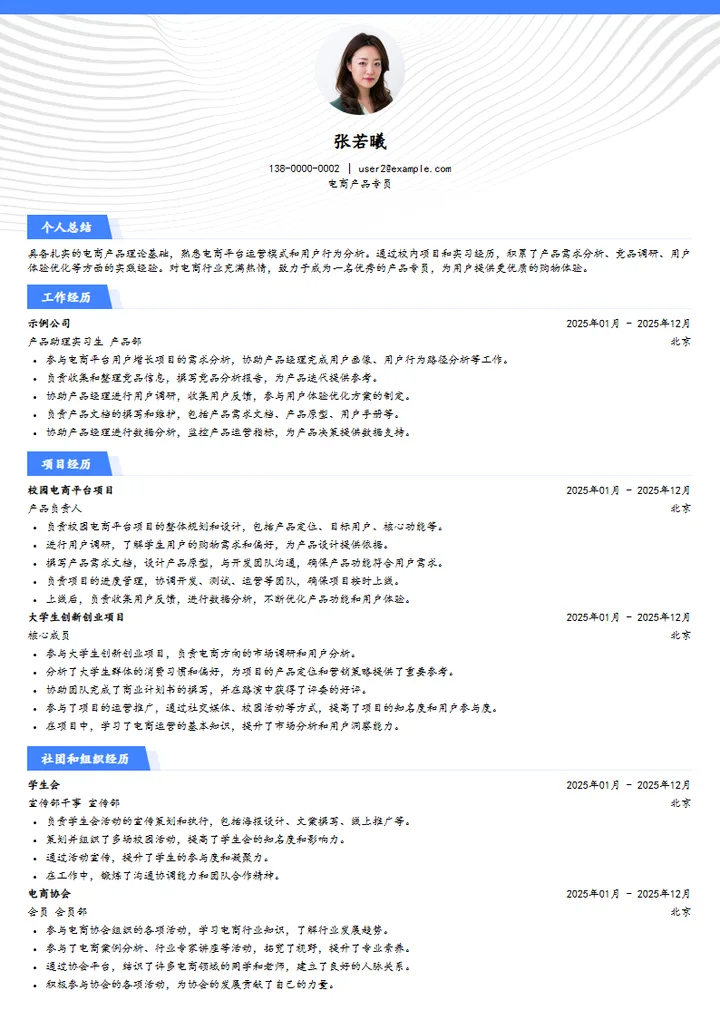 张若曦
138-0000-0002 | user2@example.com
电商产品专员
个人总结
具备扎实的电商产品理论基础，熟悉电商平台运营模式和用户行为分析。通过校内项目和实习经历，积累了产品需求分析、竞品调研、用户
体验优化等方面的实践经验。对电商行业充满热情，致力于成为一名优秀的产品专员，为用户提供更优质的购物体验。
工作经历
示例公司 2025年01月 - 2025年12月
产品助理实习生 产品部 北京
• 参与电商平台用户增长项目的需求分析，协助产品经理完成用户画像、用户行为路径分析等工作。
• 负责收集和整理竞品信息，撰写竞品分析报告，为产品迭代提供参考。
• 协助产品经理进行用户调研，收集用户反馈，参与用户体验优化方案的制定。
• 负责产品文档的撰写和维护，包括产品需求文档、产品原型、用户手册等。
• 协助产品经理进行数据分析，监控产品运营指标，为产品决策提供数据支持。
项目经历
校园电商平台项目 2025年01月 - 2025年12月
产品负责人 北京
• 负责校园电商平台项目的整体规划和设计，包括产品定位、目标用户、核心功能等。
• 进行用户调研，了解学生用户的购物需求和偏好，为产品设计提供依据。
• 撰写产品需求文档，设计产品原型，与开发团队沟通，确保产品功能符合用户需求。
• 负责项目的进度管理，协调开发、测试、运营等团队，确保项目按时上线。
• 上线后，负责收集用户反馈，进行数据分析，不断优化产品功能和用户体验。
大学生创新创业项目 2025年01月 - 2025年12月
核心成员 北京
• 参与大学生创新创业项目，负责电商方向的市场调研和用户分析。
• 分析了大学生群体的消费习惯和偏好，为项目的产品定位和营销策略提供了重要参考。
• 协助团队完成了商业计划书的撰写，并在路演中获得了评委的好评。
• 参与了项目的运营推广，通过社交媒体、校园活动等方式，提高了项目的知名度和用户参与度。
• 在项目中，学习了电商运营的基本知识，提升了市场分析和用户洞察能力。
社团和组织经历
学生会 2025年01月 - 2025年12月
宣传部干事 宣传部 北京
• 负责学生会活动的宣传策划和执行，包括海报设计、文案撰写、线上推广等。
• 策划并组织了多场校园活动，提高了学生会的知名度和影响力。
• 通过活动宣传，提升了学生的参与度和凝聚力。
• 在工作中，锻炼了沟通协调能力和团队合作精神。
电商协会 2025年01月 - 2025年12月
会员 会员部 北京
• 参与电商协会组织的各项活动，学习电商行业知识，了解行业发展趋势。
• 参与了电商案例分析、行业专家讲座等活动，拓宽了视野，提升了专业素养。
• 通过协会平台，结识了许多电商领域的同学和老师，建立了良好的人脉关系。
• 积极参与协会的各项活动，为协会的发展贡献了自己的力量。